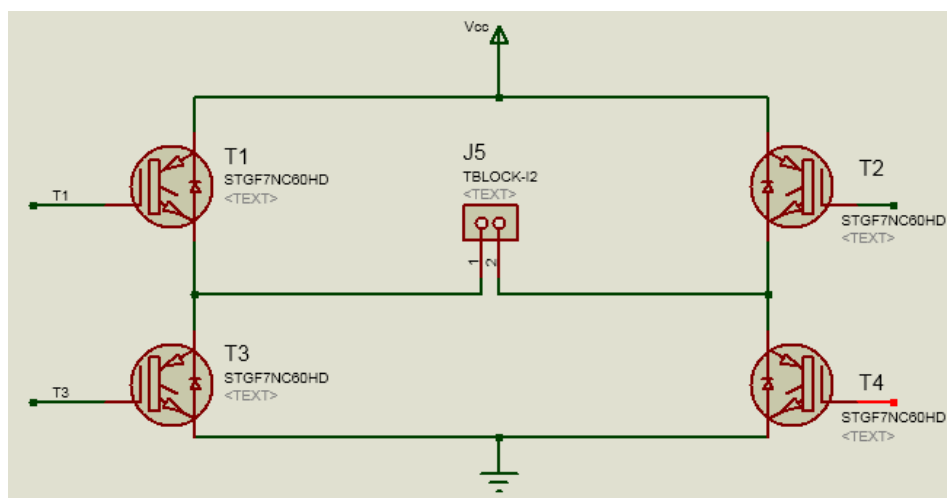 Vcc
T1
STGF7NC60HD
<TEXT>
T1
J5
TBLOCK-I2
<TEXT>
1
2
T2
STGF7NC60HD
<TEXT>
T3
STGF7NC60HD
<TEXT>
T3
T4
STGF7NC60HD
<TEXT>